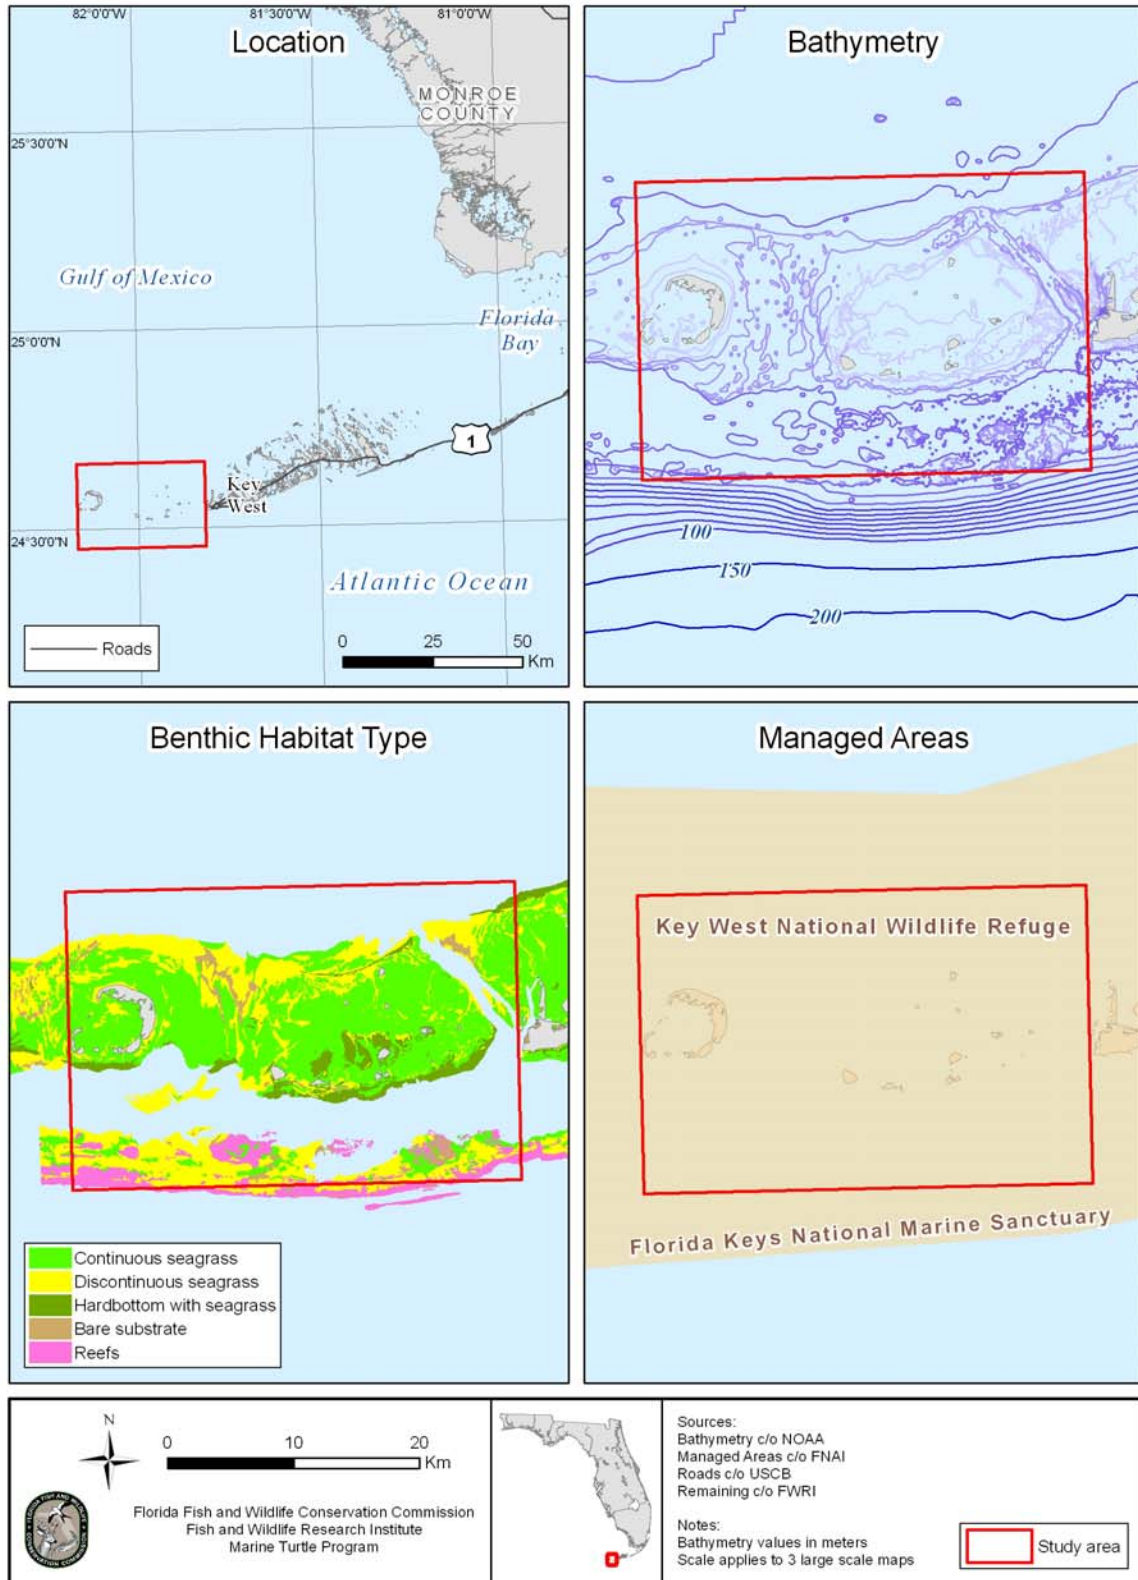 82°0'0"W
81°30'0"W
81°0'0"W
Location
MONROE
COUNTY
25°30'0"N
Gulf of Mexico
Florida
Bay
25°0'0"N
1
Key
West
24°30'0"N
Atlantic Ocean
Roads
0 25 50
Km
Bathymetry
100
150
200
Benthic Habitat Type
Continuous seagrass
Discontinuous seagrass
Hardbottom with seagrass
Bare substrate
Reefs
Managed Areas
Key West National Wildlife Refuge
Florida Keys National Marine Sanctuary
N
0 10 20
Km
Florida Fish and Wildlife Conservation Commission
Fish and Wildlife Research Institute
Marine Turtle Program
Sources:
Bathymetry c/o NOAA
Managed Areas c/o FNAI
Roads c/o USCB
Remaining c/o FWRI
Notes:
Bathymetry values in meters
Scale applies to 3 large scale maps
Study area